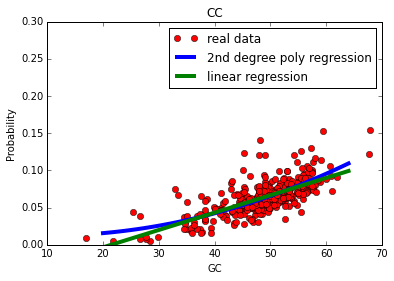 CC
0.30
0.25
0.20
0.15
0.10
0.05
0.00
Probability
real data
2nd degree poly regression
linear regression
10 20 30 40 50 60 70
GC